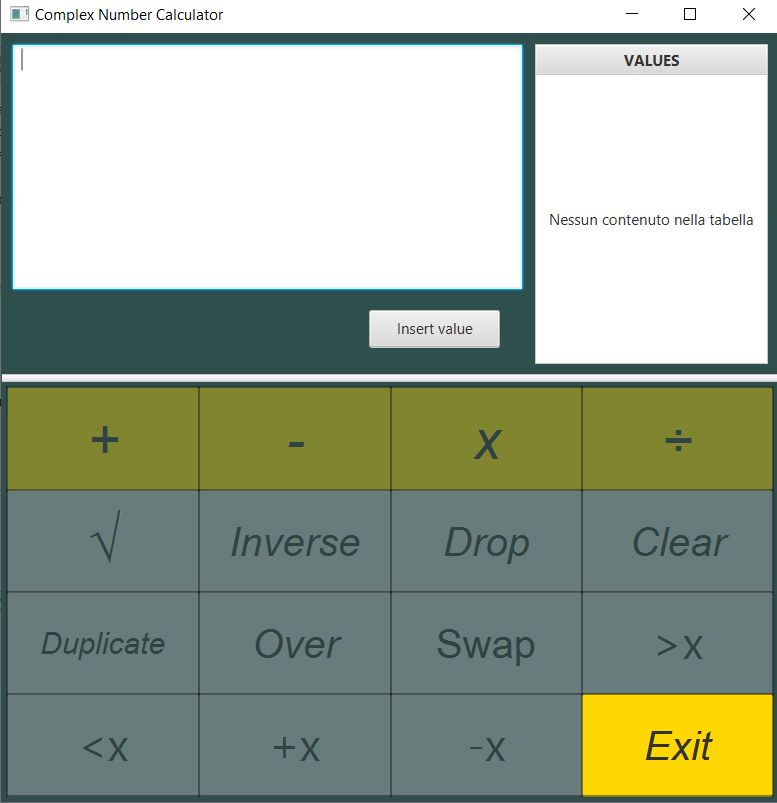 Complex Number Calculator
VALUES
Nessun contenuto nella tabella
Insert value
+ - x ÷
√ Inverse Drop Clear
Duplicate Over Swap >x
<x +x -x Exit